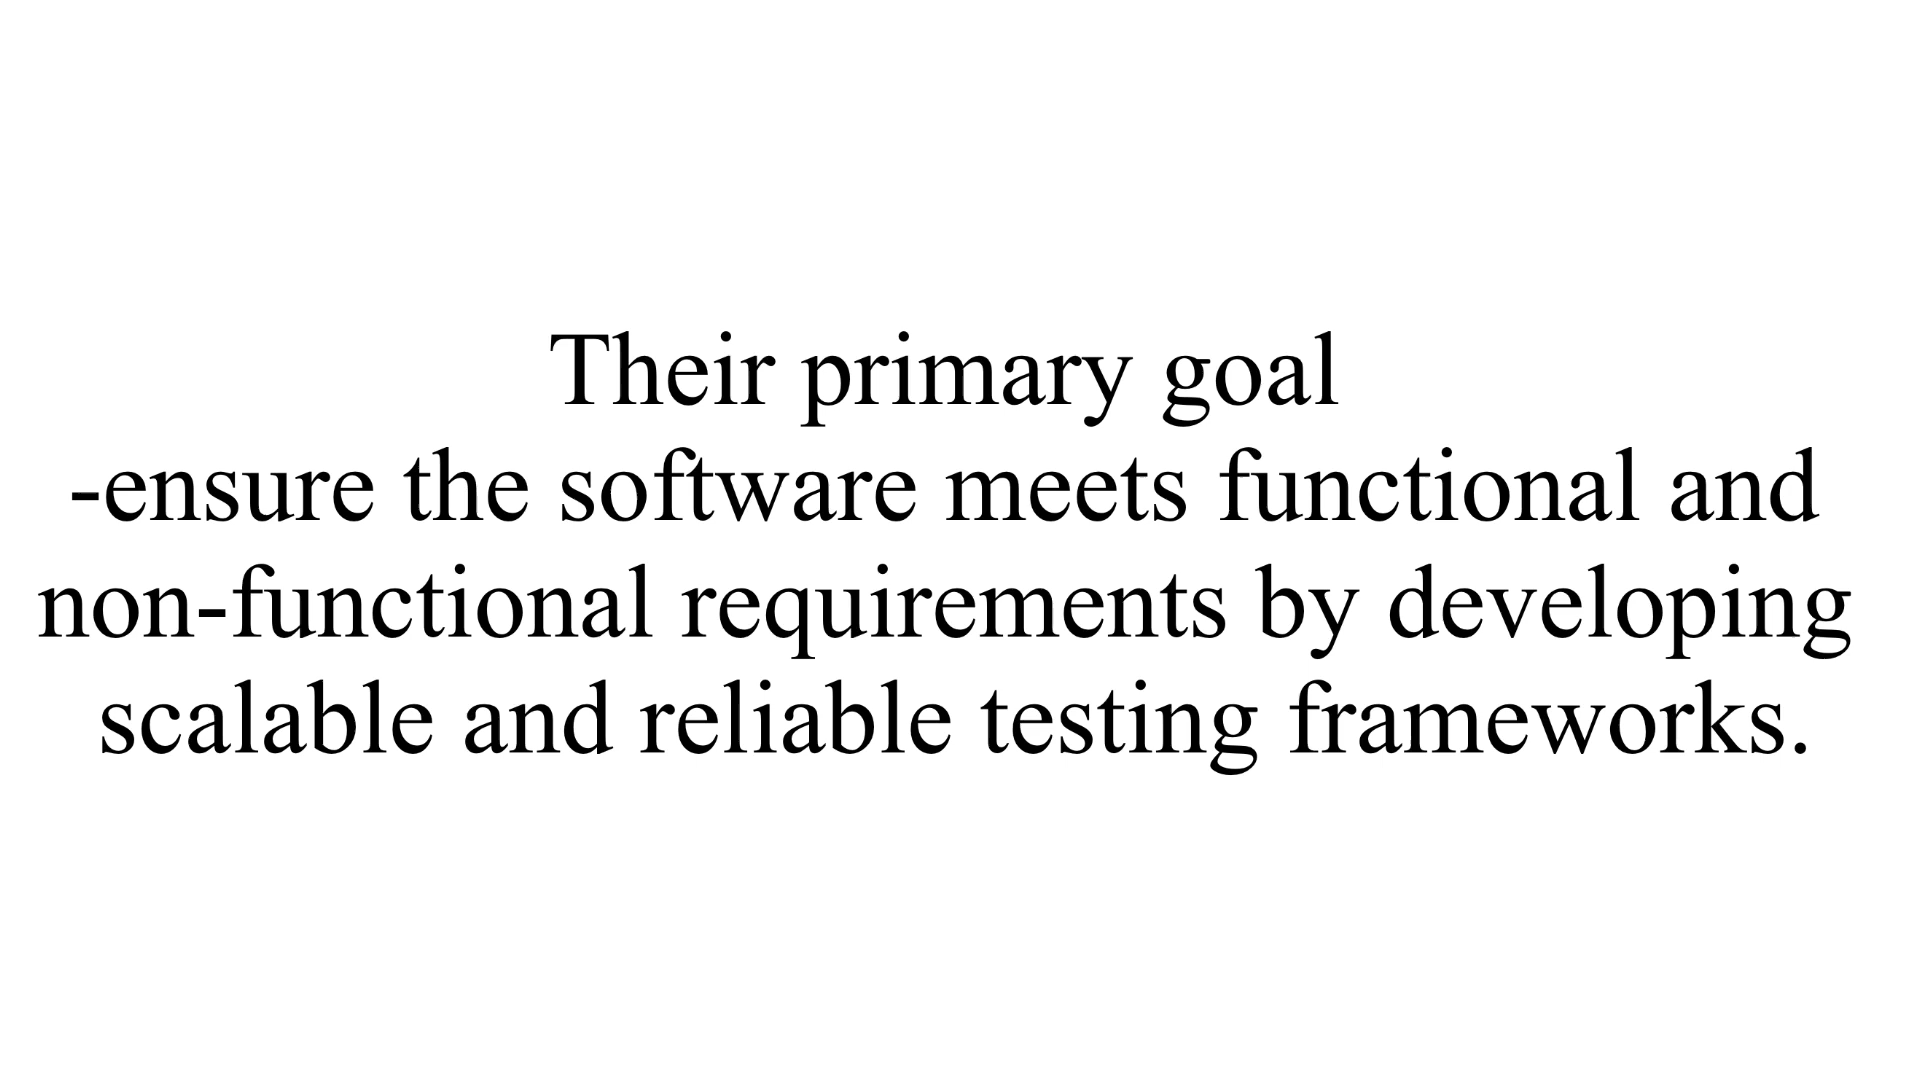 Their primary goal
-ensure the software meets functional and
non-functional requirements by developing
scalable and reliable testing frameworks.